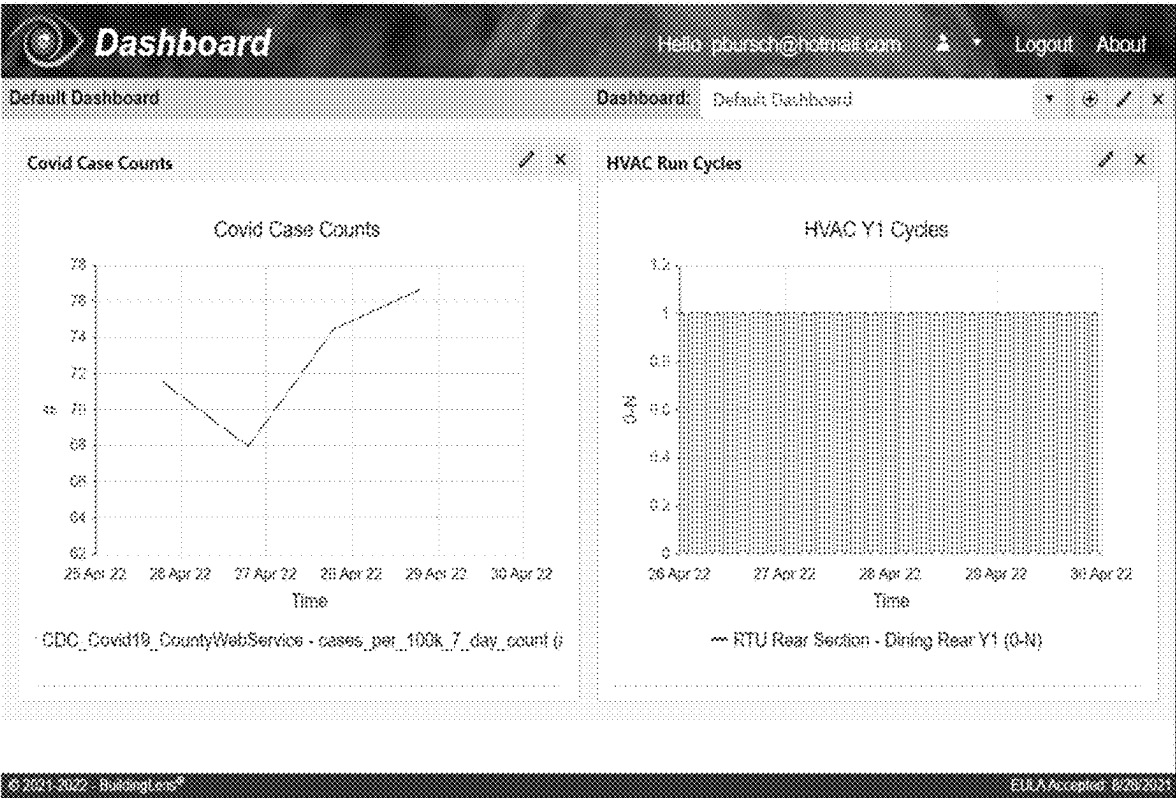 Dashboard
Hello pbursch@hotmail.com Logout About
Default Dashboard
Dashboard: Default Dashboard
Covid Case Counts
HVAC Run Cycles
Covid Case Counts
78
76
74
72
70
68
66
64
62
#
25 Apr 22 26 Apr 22 27 Apr 22 28 Apr 22 29 Apr 22 30 Apr 22
Time
CDC_Covid19_CountyWebService - cases_per_100k_7_day_count (
HVAC Y1 Cycles
1.2
1
0.8
0.6
0.4
0.2
0
0-N
26 Apr 22 27 Apr 22 28 Apr 22 29 Apr 22 30 Apr 22
Time
RTU Rear Section - Dining Rear Y1 (0-N)
© 2021-2022 - BuildingLens®
EULA Accepted